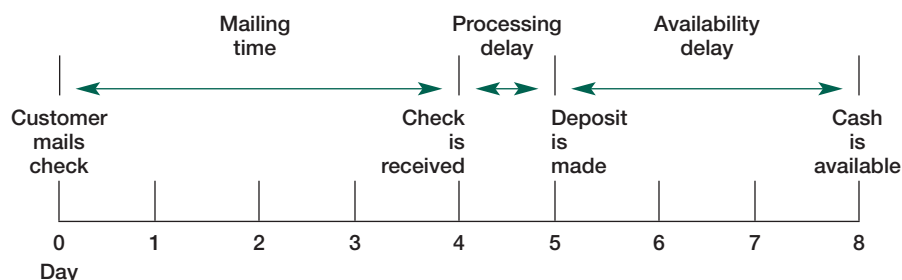 Mailing
time
Processing
delay
Availability
delay
Customer
mails
check
Check
is
received
Deposit
is
made
Cash
is
available
0 1 2 3 4 5 6 7 8
Day